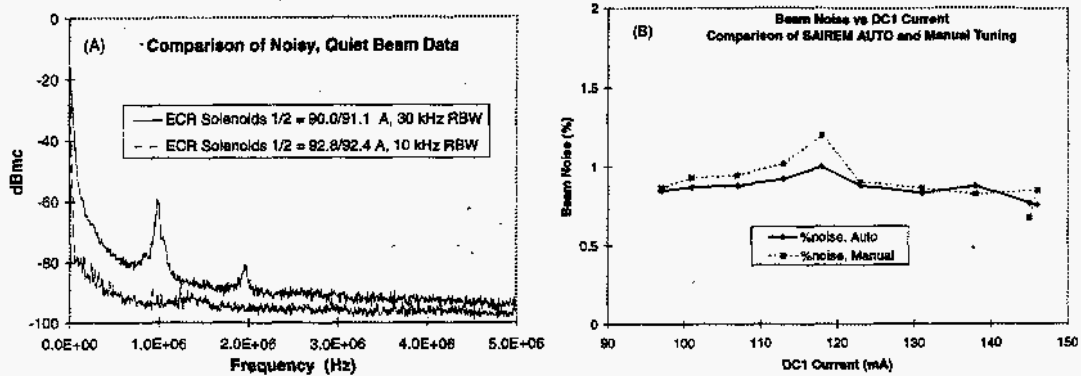 (A)
Comparison of Noisy, Quiet Beam Data
ECR Solenoids 1/2 = 90.0/91.1 A, 30 kHz RBW
ECR Solenoids 1/2 = 92.8/92.4 A, 10 kHz RBW
dBmc
0
-20
-40
-60
-80
-100
0.0E+00
1.0E+06
2.0E+06
3.0E+06
4.0E+06
5.0E+06
Frequency (Hz)
(B)
Beam Noise vs DC1 Current
Comparison of SAIREM AUTO and Manual Tuning
Beam Noise (%)
2
1.5
1
0.5
0
%noise, Auto
%noise, Manual
90
100
110
120
130
140
150
DC1 Current (mA)